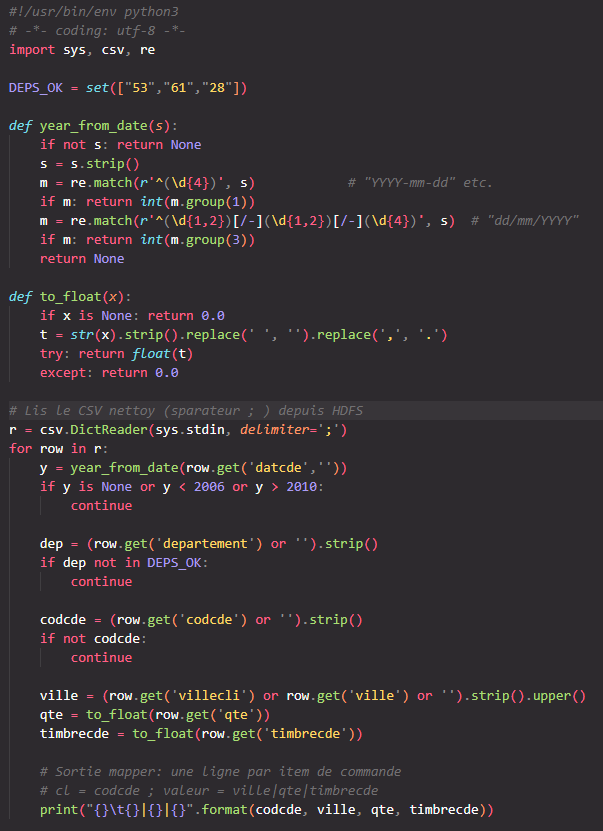 #!/usr/bin/env python3
# -*- coding: utf-8 -*-
import sys, csv, re

DEPS_OK = set(["53","61","28"])

def year_from_date(s):
    if not s: return None
    s = s.strip()
    m = re.match(r'^(\d{4})', s)            # "YYYY-mm-dd" etc.
    if m: return int(m.group(1))
    m = re.match(r'^(\d{1,2})[/-](\d{1,2})[/-](\d{4})', s)  # "dd/mm/YYYY"
    if m: return int(m.group(3))
    return None

def to_float(x):
    if x is None: return 0.0
    t = str(x).strip().replace(' ', '').replace(',', '.')
    try: return float(t)
    except: return 0.0

# Lis le CSV nettoy (sparateur ; ) depuis HDFS
r = csv.DictReader(sys.stdin, delimiter=';')
for row in r:
    y = year_from_date(row.get('datcde',''))
    if y is None or y < 2006 or y > 2010:
        continue

    dep = (row.get('departement') or '').strip()
    if dep not in DEPS_OK:
        continue

    codcde = (row.get('codcde') or '').strip()
    if not codcde:
        continue

    ville = (row.get('villecli') or row.get('ville') or '').strip().upper()
    qte = to_float(row.get('qte'))
    timbrecde = to_float(row.get('timbrecde'))

    # Sortie mapper: une ligne par item de commande
    # cl = codcde ; valeur = ville|qte|timbrecde
    print("{}\t{}|{}|{}".format(codcde, ville, qte, timbrecde))